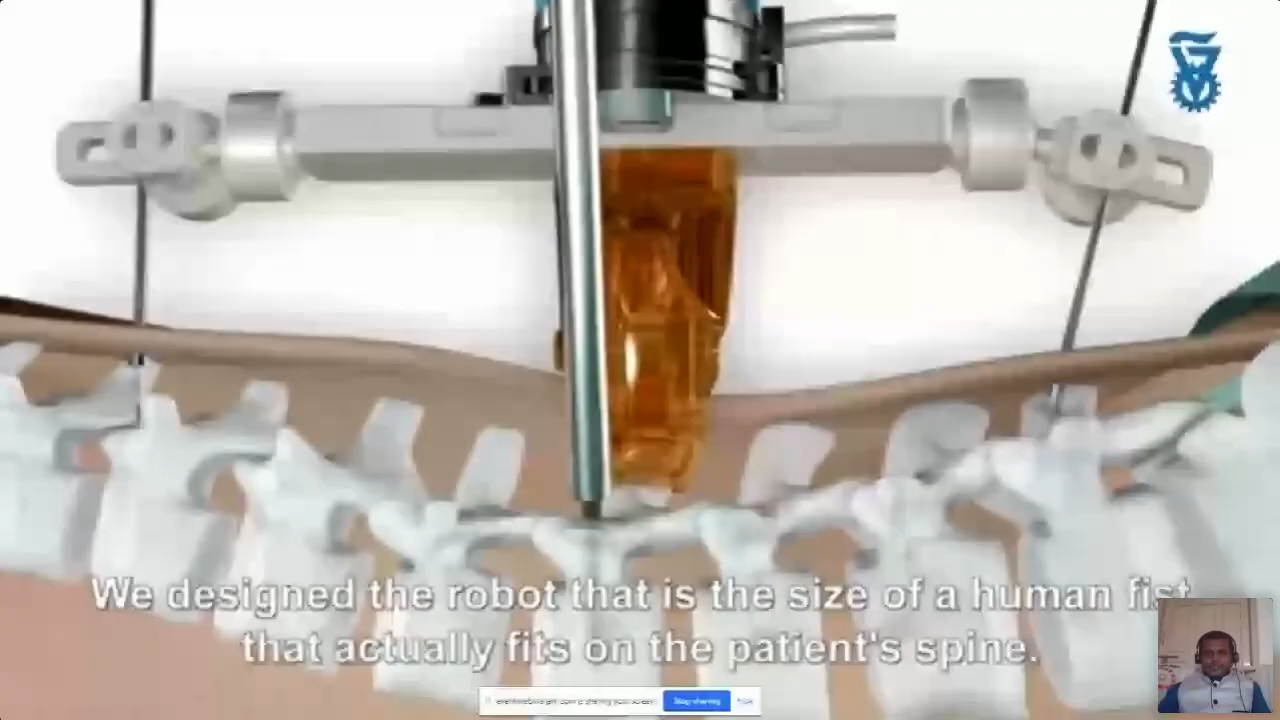 We designed the robot that is the size of a human fist
that actually fits on the patient's spine.
Stop sharing
Hide